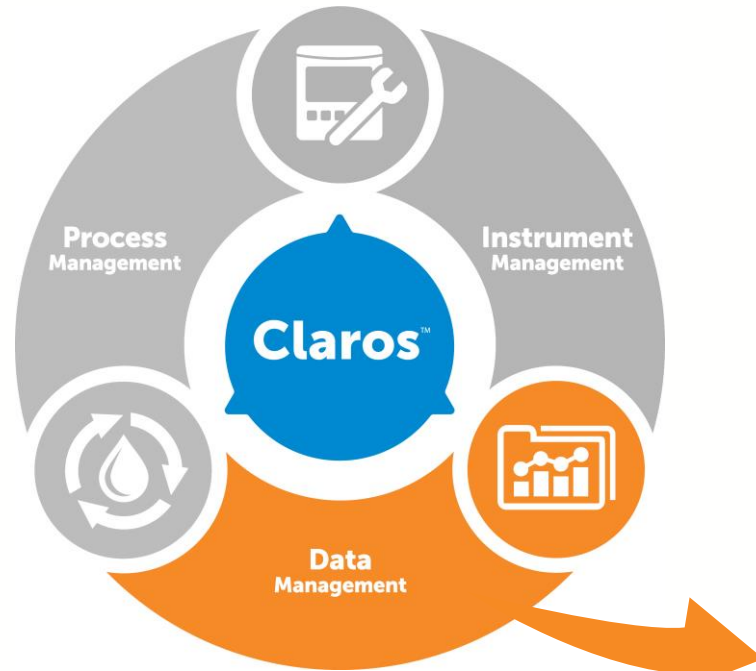 Process
Management
Instrument
Management
Claros™
Data
Management